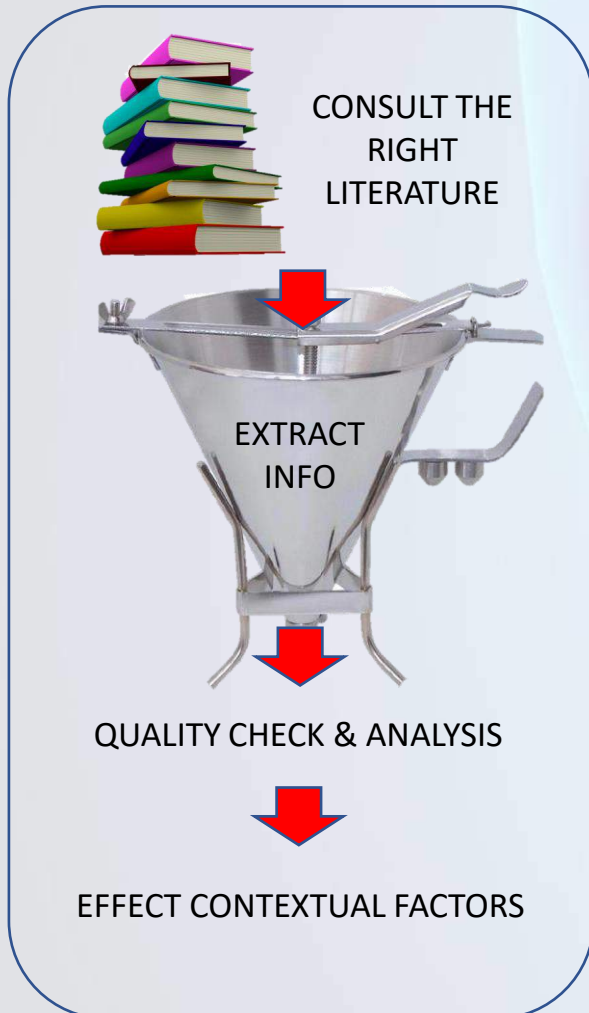 CONSULT THE
RIGHT
LITERATURE
EXTRACT
INFO
QUALITY CHECK & ANALYSIS
EFFECT CONTEXTUAL FACTORS